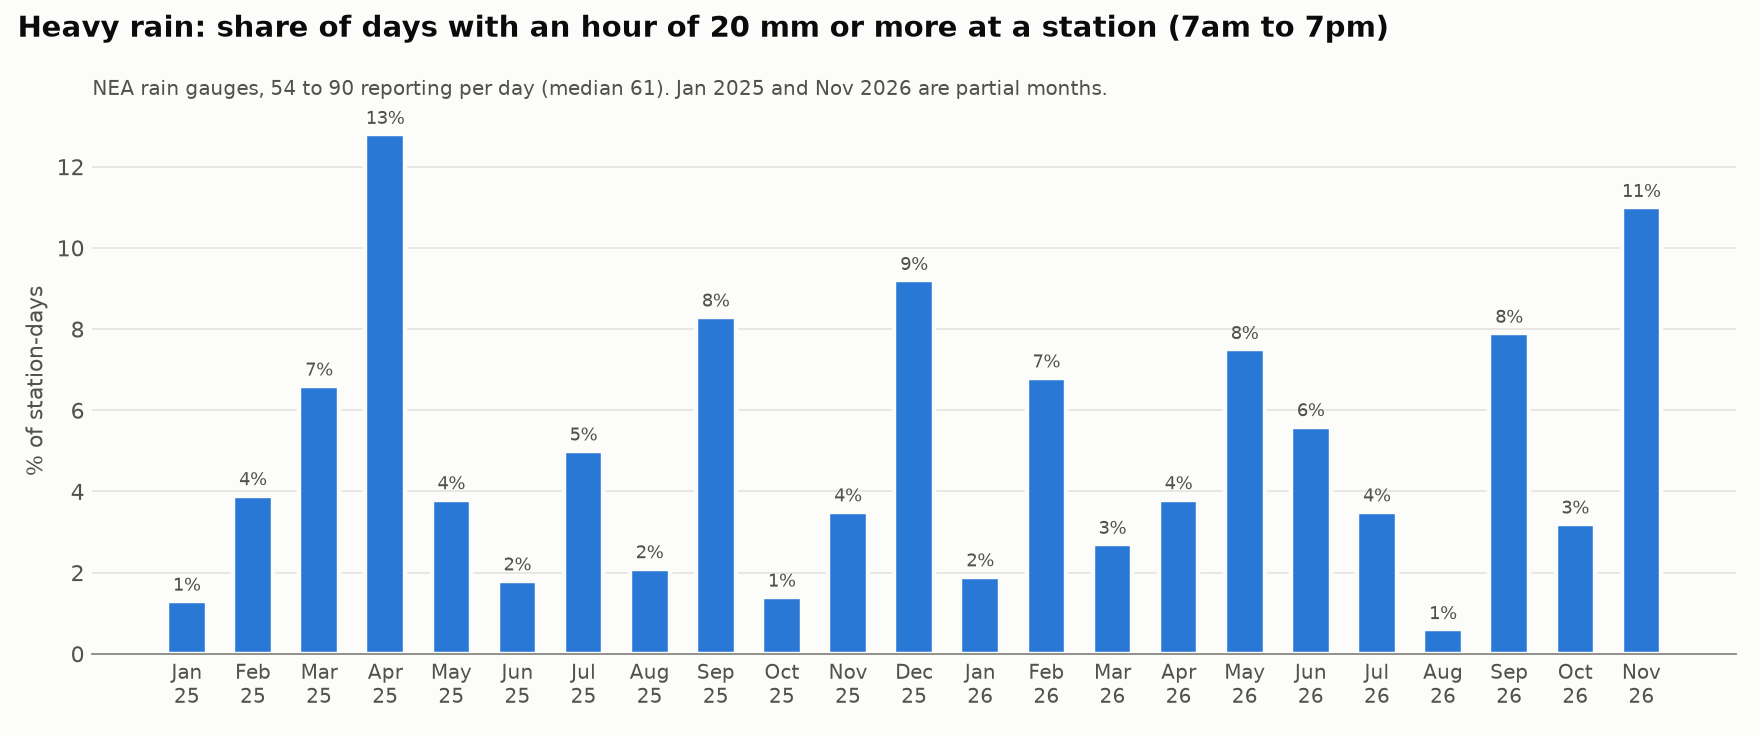 Heavy rain: share of days with an hour of 20 mm or more at a station (7am to 7pm)
NEA rain gauges, 54 to 90 reporting per day (median 61). Jan 2025 and Nov 2026 are partial months.
% of station-days
12
10
8
6
4
2
0
1%
4%
7%
13%
4%
2%
5%
2%
8%
1%
4%
9%
2%
7%
3%
4%
8%
6%
4%
1%
8%
3%
11%
Jan 25
Feb 25
Mar 25
Apr 25
May 25
Jun 25
Jul 25
Aug 25
Sep 25
Oct 25
Nov 25
Dec 25
Jan 26
Feb 26
Mar 26
Apr 26
May 26
Jun 26
Jul 26
Aug 26
Sep 26
Oct 26
Nov 26